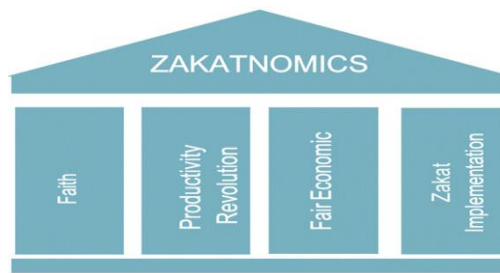 ZAKATNOMICS
Faith
Productivity
Revolution
Fair Economic
Zakat
Implementation